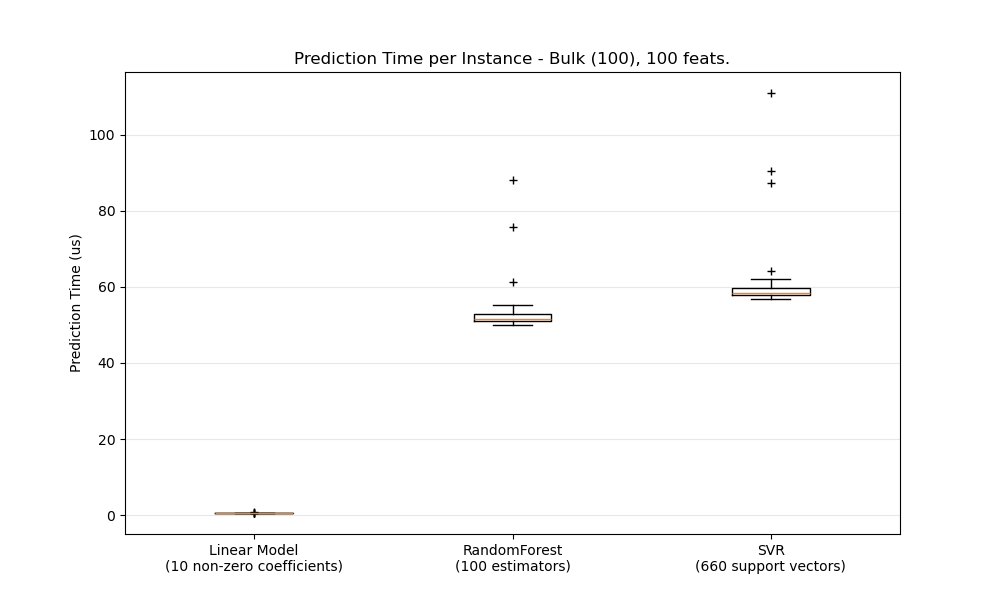 Prediction Time per Instance - Bulk (100), 100 feats.
Prediction Time (us)
100
80
60
40
20
0
Linear Model
(10 non-zero coefficients)
RandomForest
(100 estimators)
SVR
(660 support vectors)